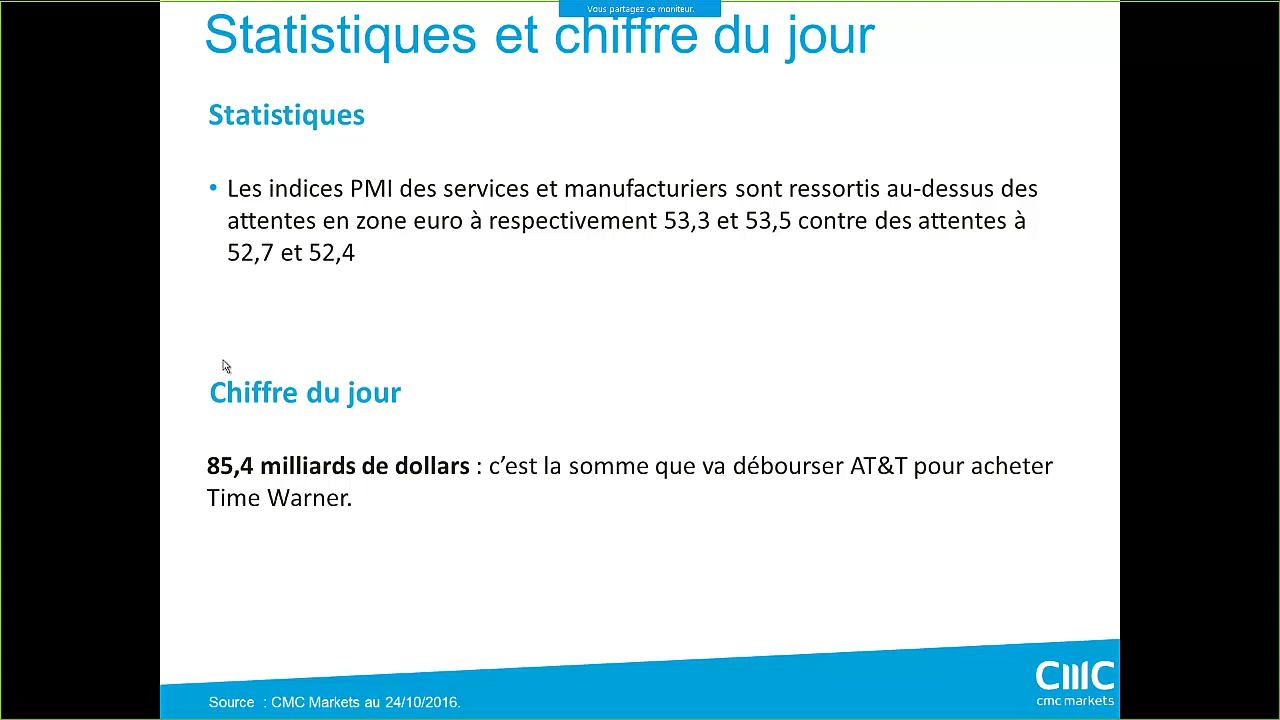 Vous partagez ce moniteur.
Statistiques et chiffre du jour
Statistiques
• Les indices PMI des services et manufacturiers sont ressortis au-dessus des
attentes en zone euro à respectivement 53,3 et 53,5 contre des attentes à
52,7 et 52,4
Chiffre du jour
85,4 milliards de dollars : c’est la somme que va débourser AT&T pour acheter
Time Warner.
CMC
cmc markets
Source : CMC Markets au 24/10/2016.